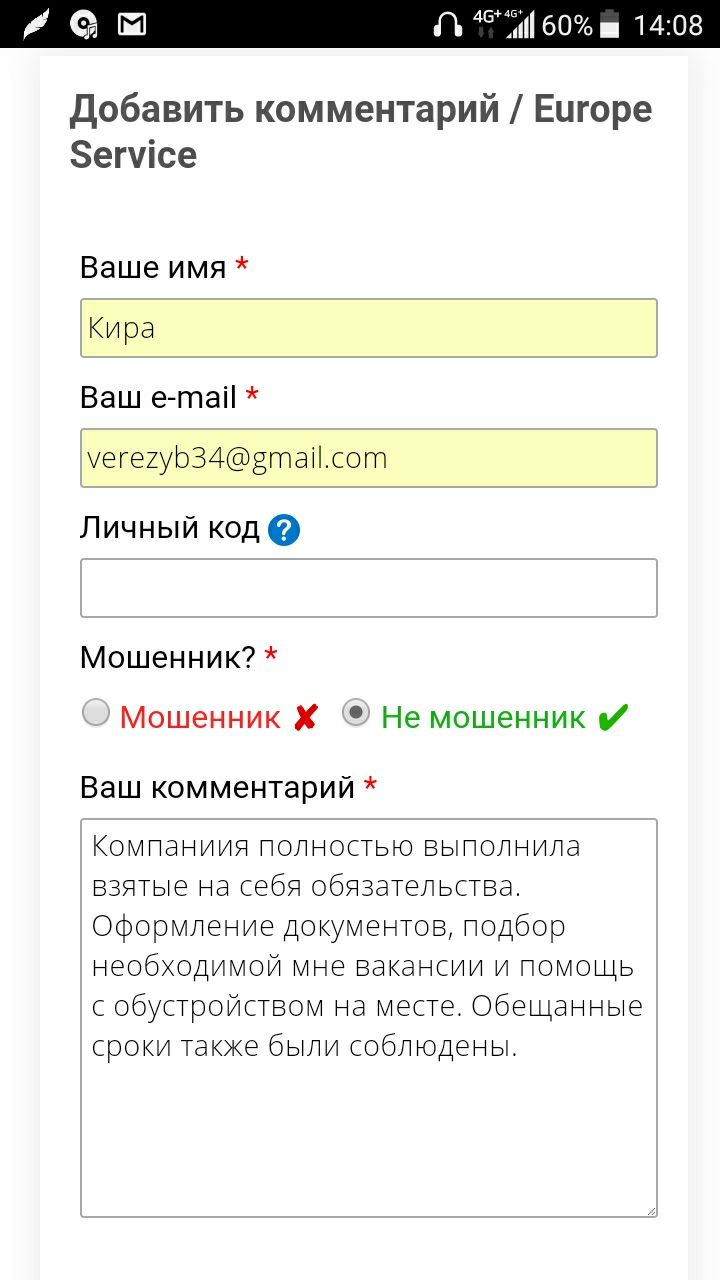 4G+ 4G+ 60% 14:08
Добавить комментарий / Europe
Service
Ваше имя *
Кира
Ваш e-mail *
verezyb34@gmail.com
Личный код ?
Мошенник? *
Мошенник ✘ Не мошенник ✔
Ваш комментарий *
Компаниия полностью выполнила
взятые на себя обязательства.
Оформление документов, подбор
необходимой мне вакансии и помощь
с обустройством на месте. Обещанные
сроки также были соблюдены.